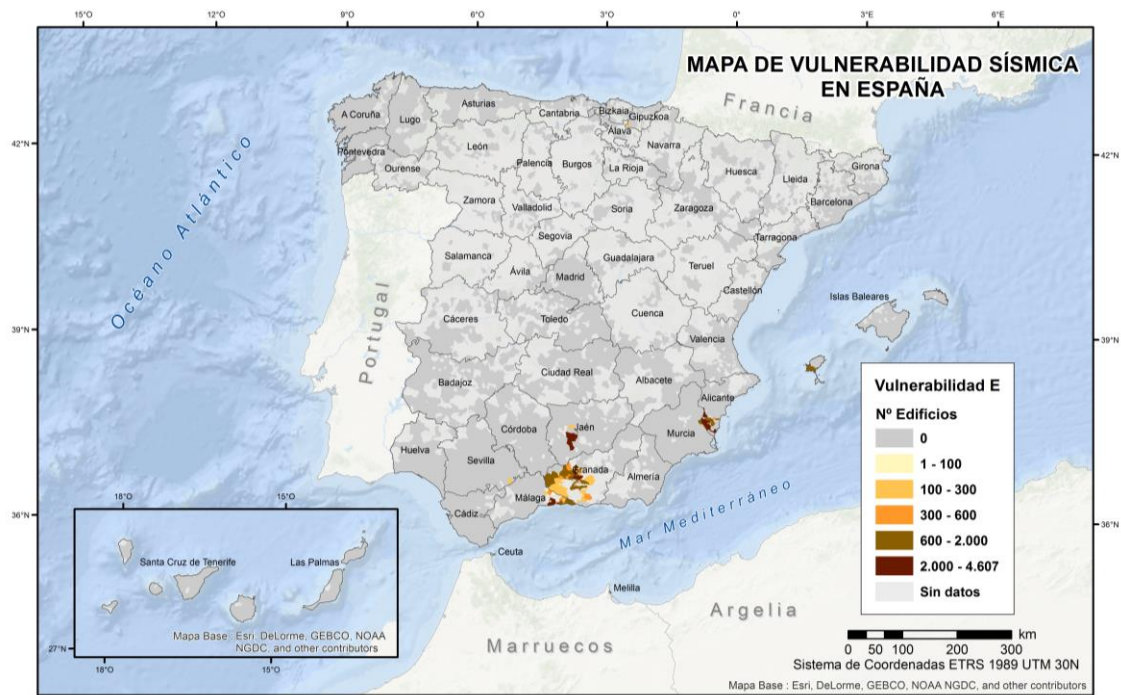 15°O
12°O
9°O
6°O
3°O
0°
3°E
6°E
MAPA DE VULNERABILIDAD SÍSMICA
EN ESPAÑA
Francia
Océano Atlántico
Portugal
A Coruña
Lugo
Asturias
Cantabria
Bizkaia
Gipuzkoa
Álava
Navarra
Pontevedra
Ourense
León
Palencia
Burgos
La Rioja
Huesca
Lleida
Girona
Barcelona
Zamora
Valladolid
Soria
Zaragoza
Tarragona
Segovia
Salamanca
Ávila
Madrid
Guadalajara
Teruel
Castellón
Islas Baleares
Cáceres
Toledo
Cuenca
Valencia
Badajoz
Ciudad Real
Albacete
Alicante
Murcia
Huelva
Sevilla
Córdoba
Jaén
Granada
Almería
Málaga
Cádiz
Ceuta
Melilla
Mar Mediterráneo
Marruecos
Argelia
42°N
42°N
39°N
39°N
36°N
36°N
27°N
18°O
15°O
Santa Cruz de Tenerife
Las Palmas
Mapa Base : Esri, DeLorme, GEBCO, NOAA
NGDC, and other contributors
18°O
15°O
Vulnerabilidad E
Nº Edificios
0
1 - 100
100 - 300
300 - 600
600 - 2.000
2.000 - 4.607
Sin datos
km
0 50 100 200 300
Sistema de Coordenadas ETRS 1989 UTM 30N
Mapa Base : Esri, DeLorme, GEBCO, NOAA NGDC, and other contributors